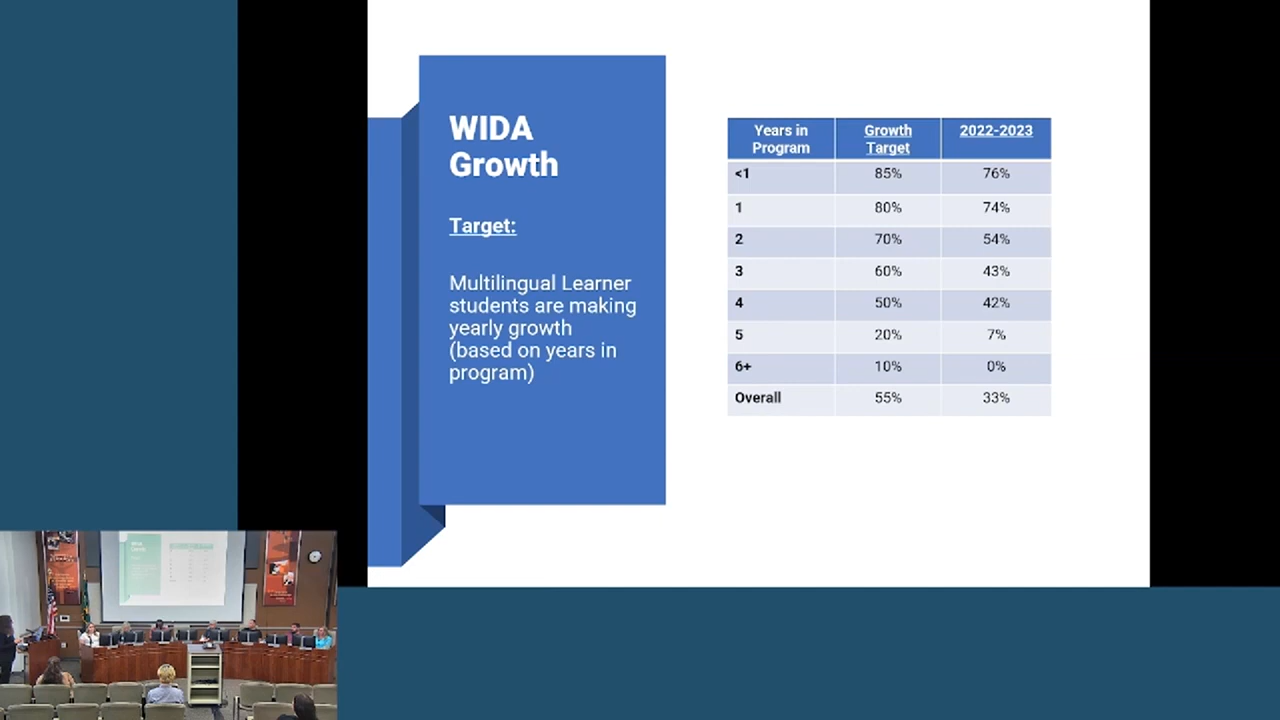 WIDA
Growth
Target:
Multilingual Learner
students are making
yearly growth
(based on years in
program)
Years in Program Growth Target 2022-2023
<1 85% 76%
1 80% 74%
2 70% 54%
3 60% 43%
4 50% 42%
5 20% 7%
6+ 10% 0%
Overall 55% 33%